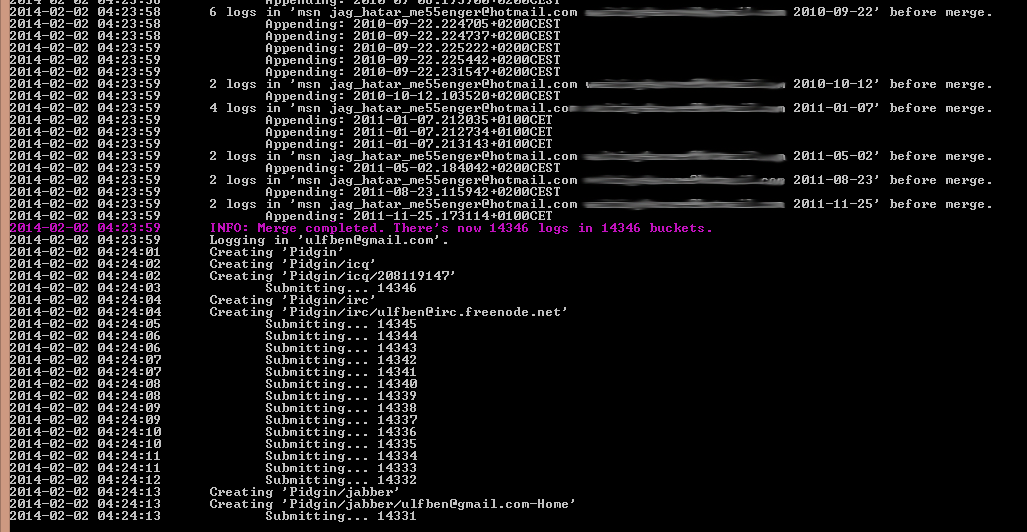 2014-02-02 04:23:58 Appending: 2010-07-08.195700+0200CEST
2014-02-02 04:23:58 6 logs in 'msn jag_hatar_me55enger@hotmail.com 2010-09-22' before merge.
2014-02-02 04:23:58 Appending: 2010-09-22.224705+0200CEST
2014-02-02 04:23:58 Appending: 2010-09-22.224737+0200CEST
2014-02-02 04:23:59 Appending: 2010-09-22.225222+0200CEST
2014-02-02 04:23:59 Appending: 2010-09-22.225442+0200CEST
2014-02-02 04:23:59 Appending: 2010-09-22.231547+0200CEST
2014-02-02 04:23:59 2 logs in 'msn jag_hatar_me55enger@hotmail.com 2010-10-12' before merge.
2014-02-02 04:23:59 Appending: 2010-10-12.103520+0200CEST
2014-02-02 04:23:59 4 logs in 'msn jag_hatar_me55enger@hotmail.com 2011-01-07' before merge.
2014-02-02 04:23:59 Appending: 2011-01-07.212035+0100CET
2014-02-02 04:23:59 Appending: 2011-01-07.212734+0100CET
2014-02-02 04:23:59 Appending: 2011-01-07.213143+0100CET
2014-02-02 04:23:59 2 logs in 'msn jag_hatar_me55enger@hotmail.com 2011-05-02' before merge.
2014-02-02 04:23:59 Appending: 2011-05-02.184042+0200CEST
2014-02-02 04:23:59 2 logs in 'msn jag_hatar_me55enger@hotmail.com 2011-08-23' before merge.
2014-02-02 04:23:59 Appending: 2011-08-23.115942+0200CEST
2014-02-02 04:23:59 2 logs in 'msn jag_hatar_me55enger@hotmail.com 2011-11-25' before merge.
2014-02-02 04:23:59 Appending: 2011-11-25.173114+0100CET
2014-02-02 04:23:59 INFO: Merge completed. There's now 14346 logs in 14346 buckets.
2014-02-02 04:23:59 Logging in 'ulfben@gmail.com'.
2014-02-02 04:24:01 Creating 'Pidgin'
2014-02-02 04:24:02 Creating 'Pidgin/icq'
2014-02-02 04:24:02 Creating 'Pidgin/icq/208119147'
2014-02-02 04:24:03 Submitting... 14346
2014-02-02 04:24:04 Creating 'Pidgin/irc'
2014-02-02 04:24:04 Creating 'Pidgin/irc/ulfben@irc.freenode.net'
2014-02-02 04:24:05 Submitting... 14345
2014-02-02 04:24:06 Submitting... 14344
2014-02-02 04:24:06 Submitting... 14343
2014-02-02 04:24:07 Submitting... 14342
2014-02-02 04:24:07 Submitting... 14341
2014-02-02 04:24:08 Submitting... 14340
2014-02-02 04:24:08 Submitting... 14339
2014-02-02 04:24:09 Submitting... 14338
2014-02-02 04:24:09 Submitting... 14337
2014-02-02 04:24:10 Submitting... 14336
2014-02-02 04:24:10 Submitting... 14335
2014-02-02 04:24:11 Submitting... 14334
2014-02-02 04:24:11 Submitting... 14333
2014-02-02 04:24:12 Submitting... 14332
2014-02-02 04:24:13 Creating 'Pidgin/jabber'
2014-02-02 04:24:13 Creating 'Pidgin/jabber/ulfben@gmail.com-Home'
2014-02-02 04:24:13 Submitting... 14331